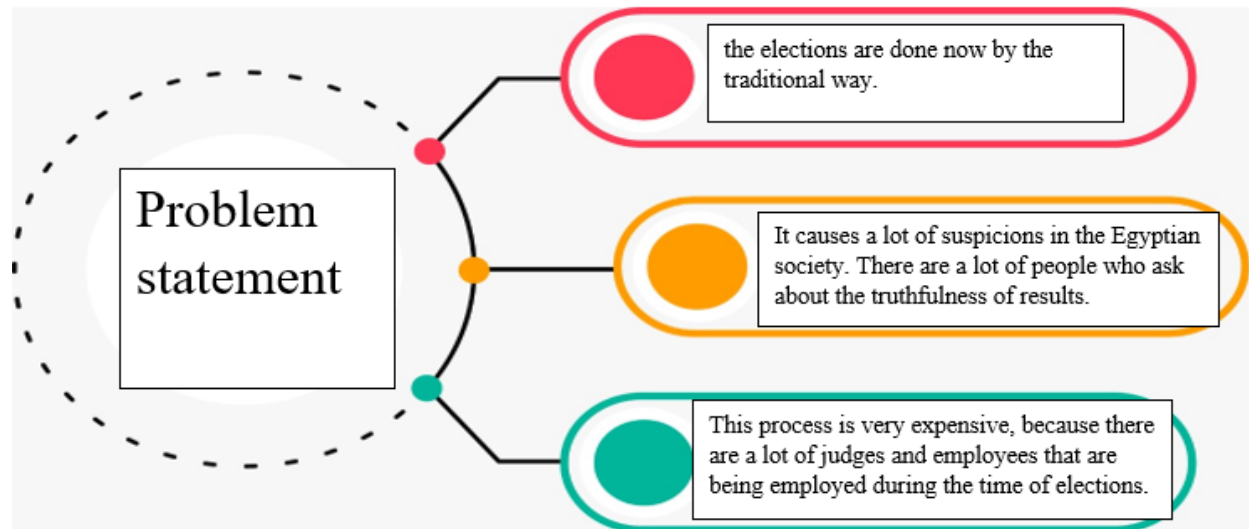 Problem
statement
the elections are done now by the
traditional way.
It causes a lot of suspicions in the Egyptian
society. There are a lot of people who ask
about the truthfulness of results.
This process is very expensive, because there
are a lot of judges and employees that are
being employed during the time of elections.